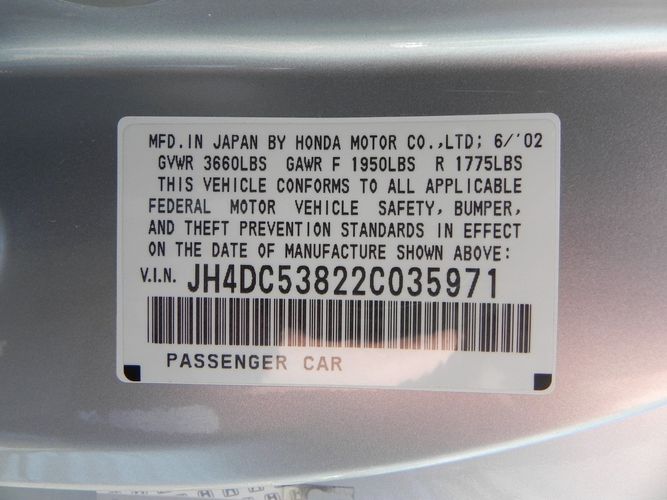 MFD.IN JAPAN BY HONDA MOTOR CO.,LTD; 6/'02
GVWR 3660LBS GAWR F 1950LBS R 1775LBS
THIS VEHICLE CONFORMS TO ALL APPLICABLE
FEDERAL MOTOR VEHICLE SAFETY, BUMPER,
AND THEFT PREVENTION STANDARDS IN EFFECT
ON THE DATE OF MANUFACTURE SHOWN ABOVE:
V.I.N. JH4DC53822C035971
PASSENGER CAR